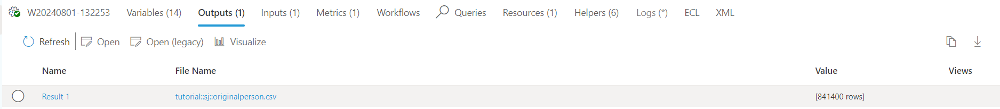 W20240801-132253 Variables (14) Outputs (1) Inputs (1) Metrics (1) Workflows Queries Resources (1) Helpers (6) Logs (*) ECL XML
Refresh Open Open (legacy) Visualize
Name File Name Value Views
Result 1 tutorial::sj::originalperson.csv [841400 rows]